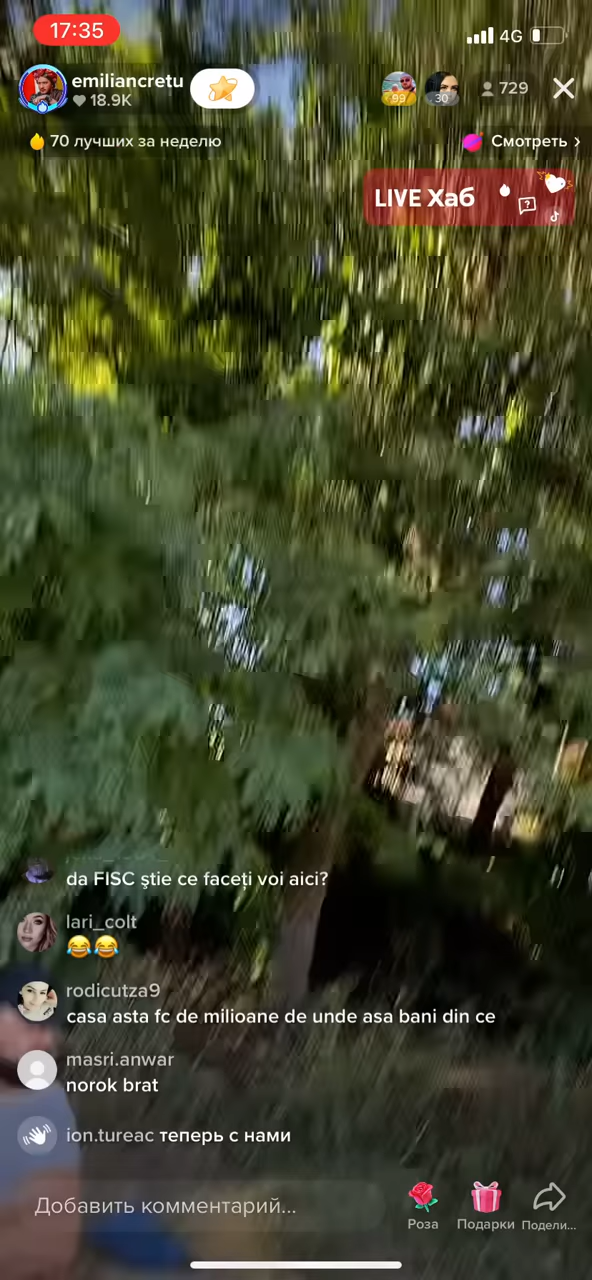 17:35
4G
emiliancretu
18.9K
99
30
729
70 лучших за неделю
Смотреть
LIVE Хаб
da FISC ştie ce faceţi voi aici?
lari_colt
😂😂
rodicutza9
casa asta fc de milioane de unde asa bani din ce
masri.anwar
norok brat
ion.tureac теперь с нами
Добавить комментарий...
Роза
Подарки
Подели...